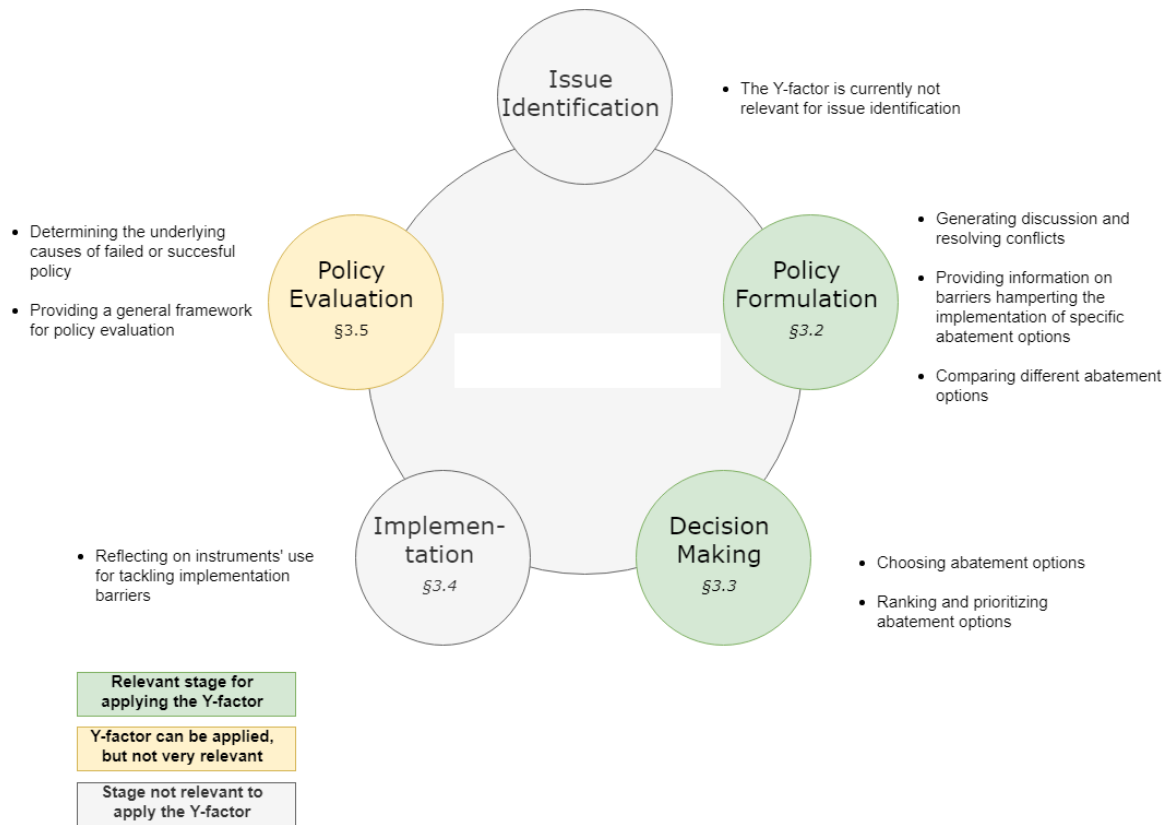 Issue
Identification
• The Y-factor is currently not
relevant for issue identification
Policy
Formulation
§3.2
• Generating discussion and
resolving conflicts
• Providing information on
barriers hamperting the
implementation of specific
abatement options
• Comparing different abatement
options
Decision
Making
§3.3
• Choosing abatement options
• Ranking and prioritizing
abatement options
Implemen-
tation
§3.4
• Reflecting on instruments' use
for tackling implementation
barriers
Policy
Evaluation
§3.5
• Determining the underlying
causes of failed or succesful
policy
• Providing a general framework
for policy evaluation
Relevant stage for
applying the Y-factor
Y-factor can be applied,
but not very relevant
Stage not relevant to
apply the Y-factor